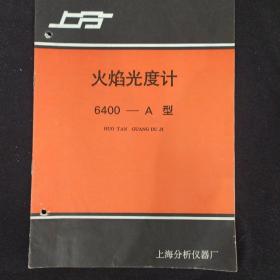 上分
火焰光度计
6400 — A 型
HUO TAN GUANG DU JI
上海分析仪器厂